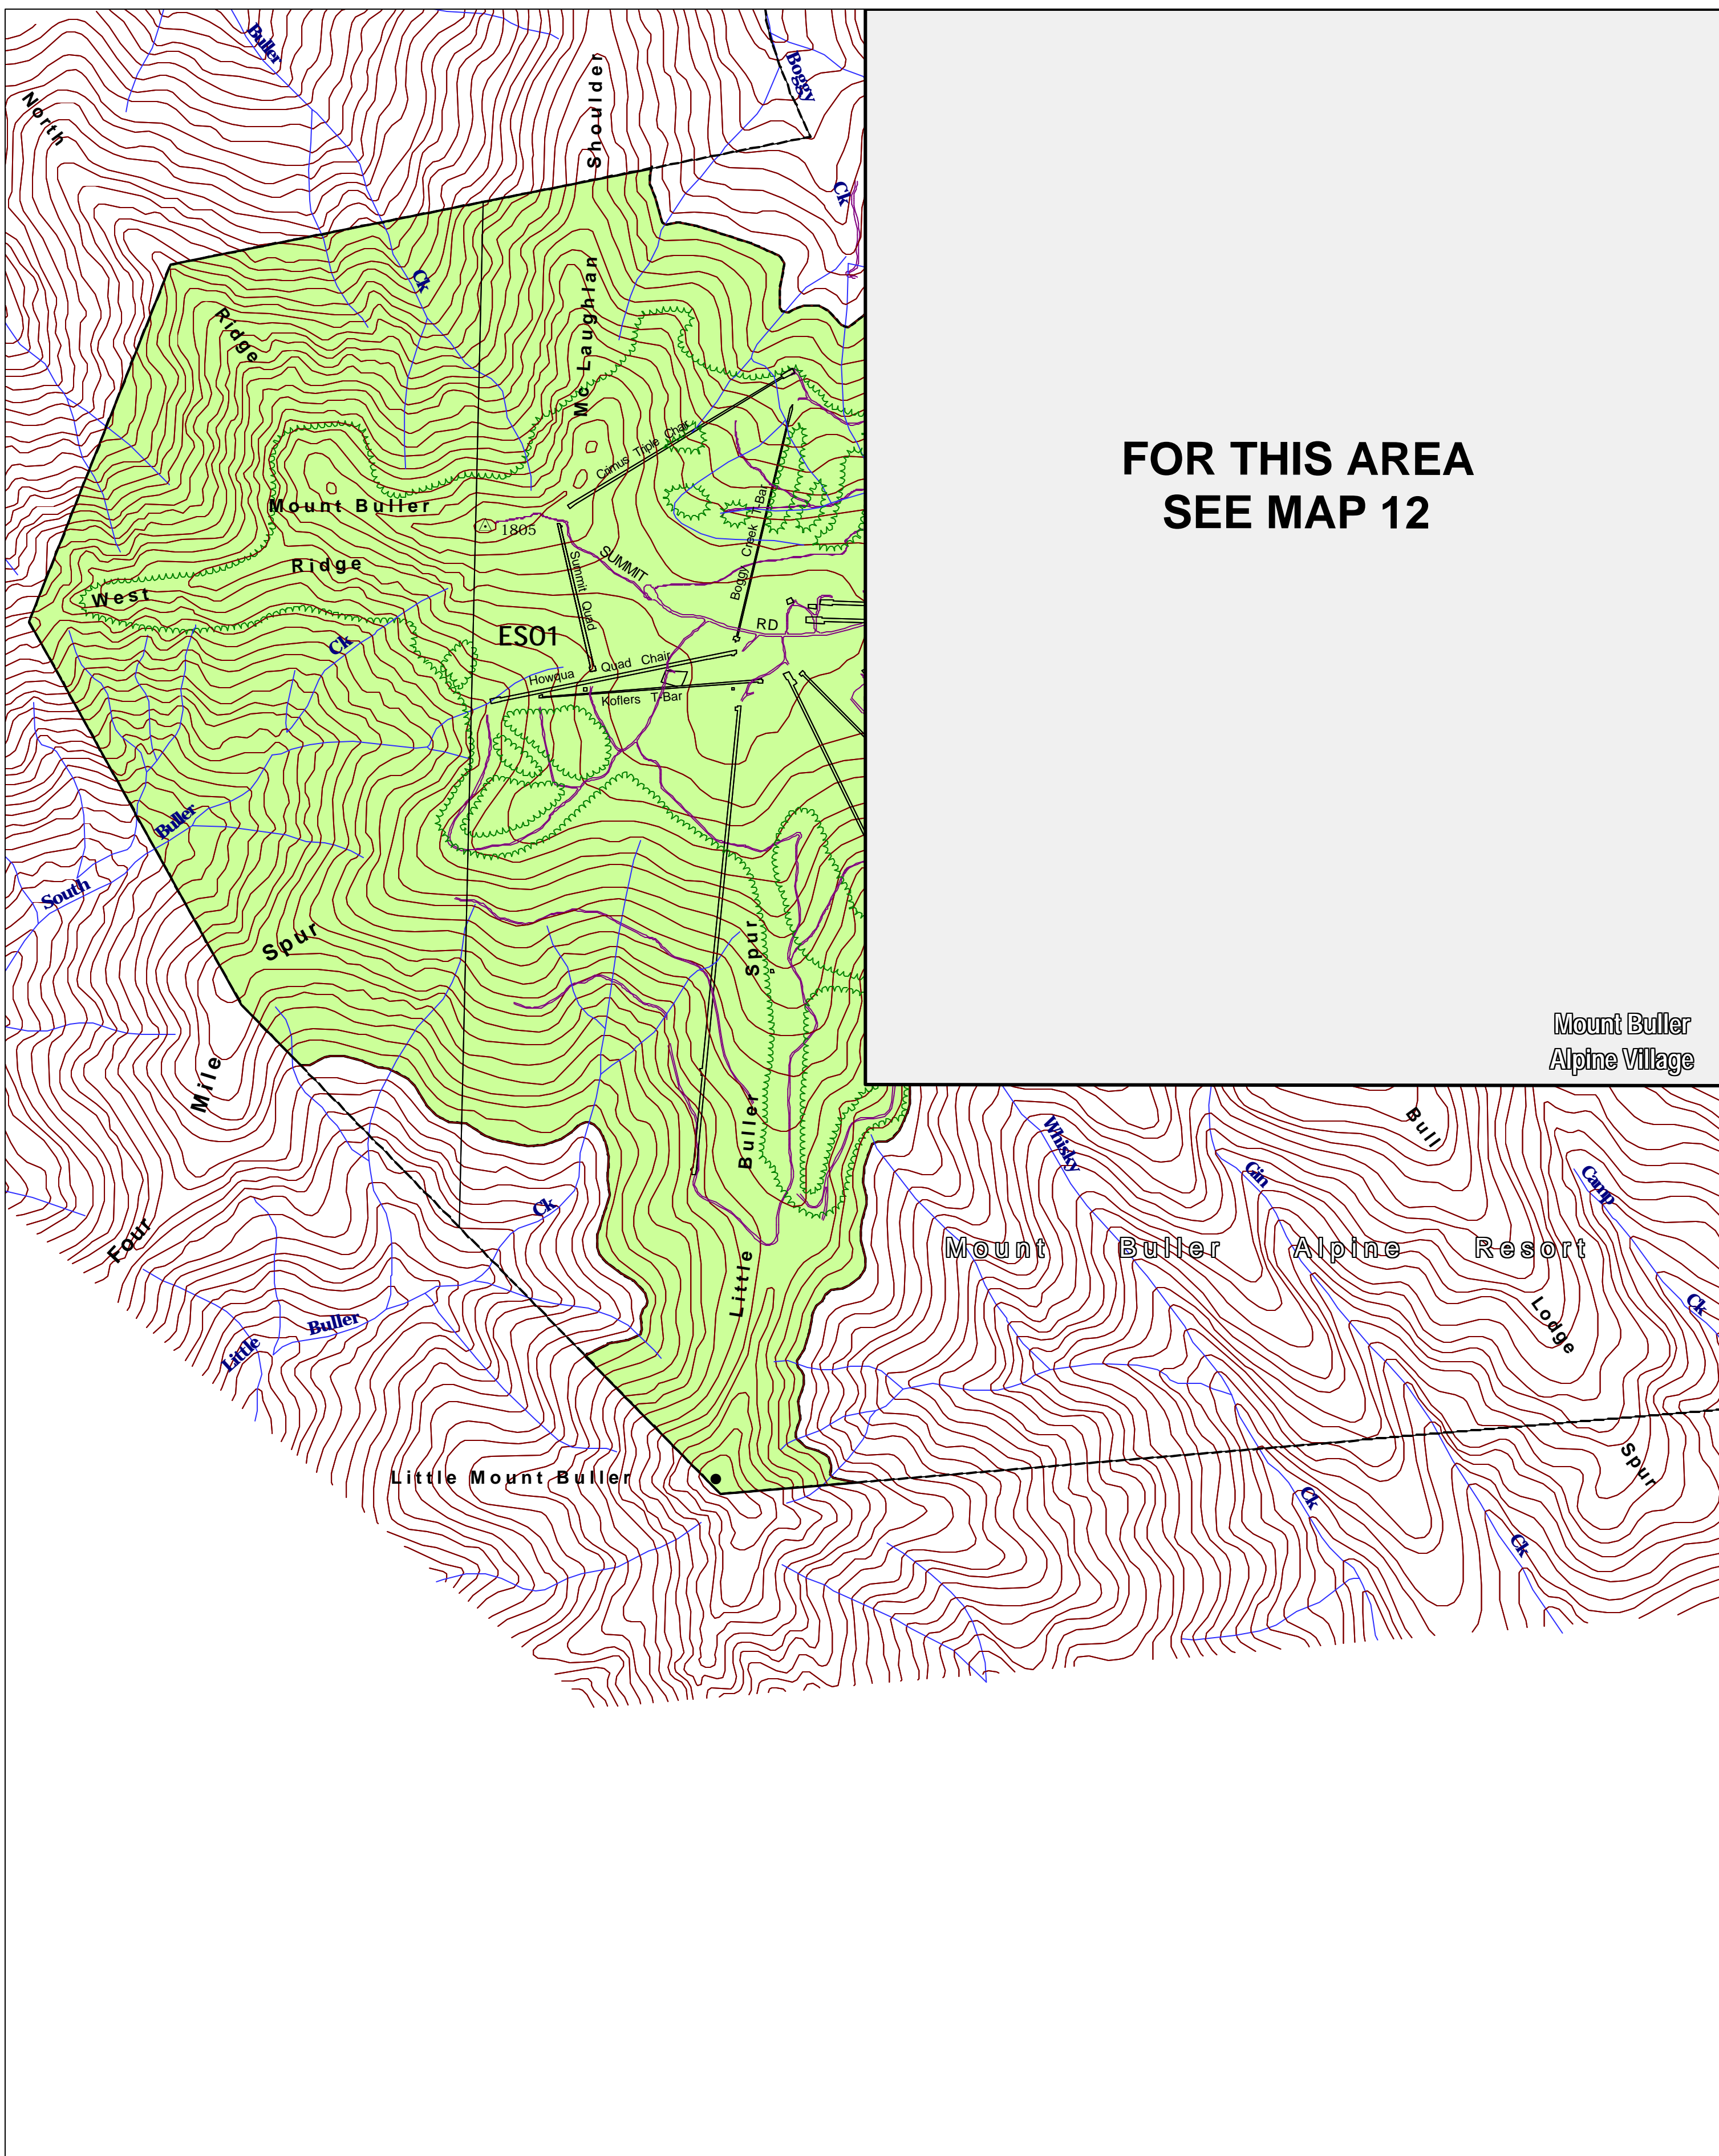 Buller
Ck
Boggy
Ck
North
Ridge
Mc Laughlan
Shoulder
FOR THIS AREA
SEE MAP 12
Crimus Triple Chair
Mount Buller
1805
West
Ridge
ESO1
Summit Quad
SUMMIT
RD
Boggy Creek T-Bar
Howqua Quad Chair
Koflers T-Bar
South
Buller
Ck
Four
Mile
Spur
Little
Buller
Spur
Mount Buller
Alpine Village
Little
Buller
Ck
Whisky
Ck
Gin
Ck
Camp
Ck
Bull
Lodge
Spur
Mount Buller Alpine Resort
Little Mount Buller